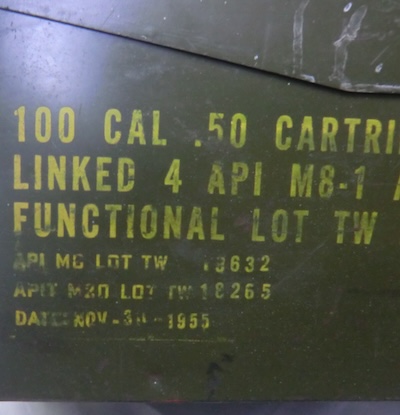 100 CAL .50 CARTRI
LINKED 4 API M8-1 A
FUNCTIONAL LOT TW
API M8 LOT TW 18632
APIT M20 LOT TW 18265
DATE: NOV-30-1955